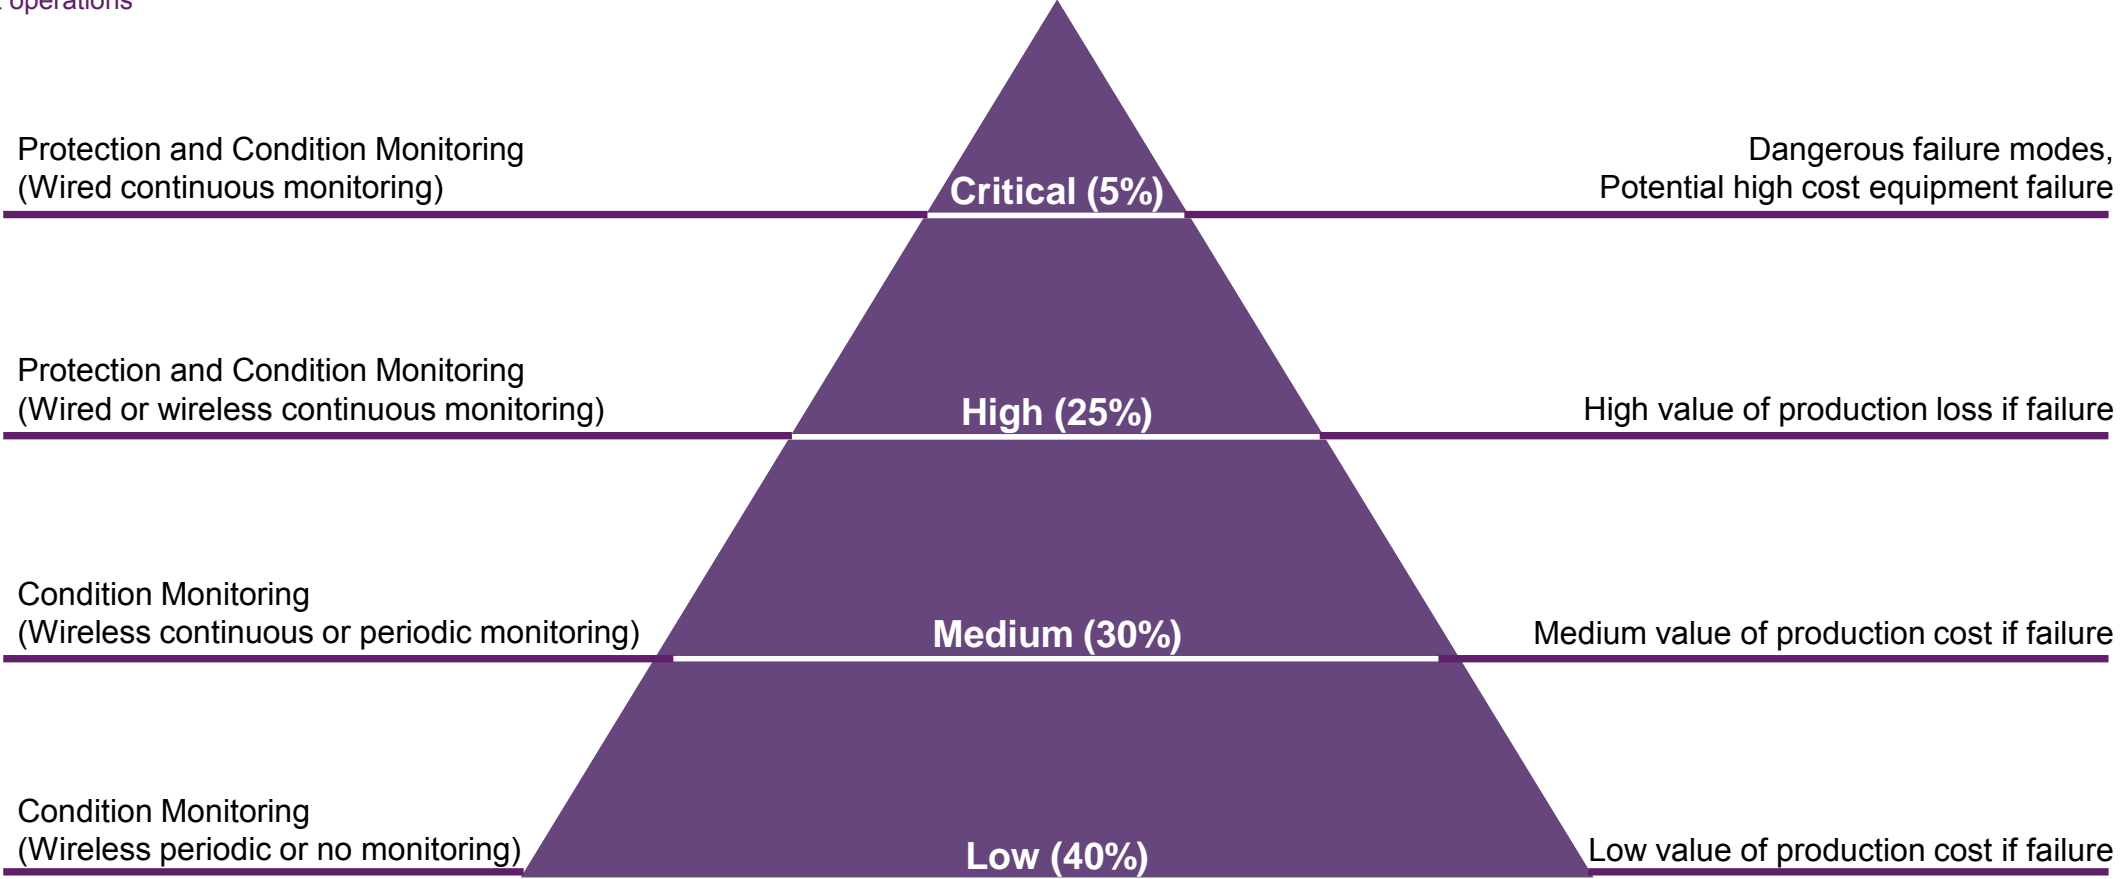 operations
Protection and Condition Monitoring
(Wired continuous monitoring)
Critical (5%)
Dangerous failure modes,
Potential high cost equipment failure
Protection and Condition Monitoring
(Wired or wireless continuous monitoring)
High (25%)
High value of production loss if failure
Condition Monitoring
(Wireless continuous or periodic monitoring)
Medium (30%)
Medium value of production cost if failure
Condition Monitoring
(Wireless periodic or no monitoring)
Low (40%)
Low value of production cost if failure